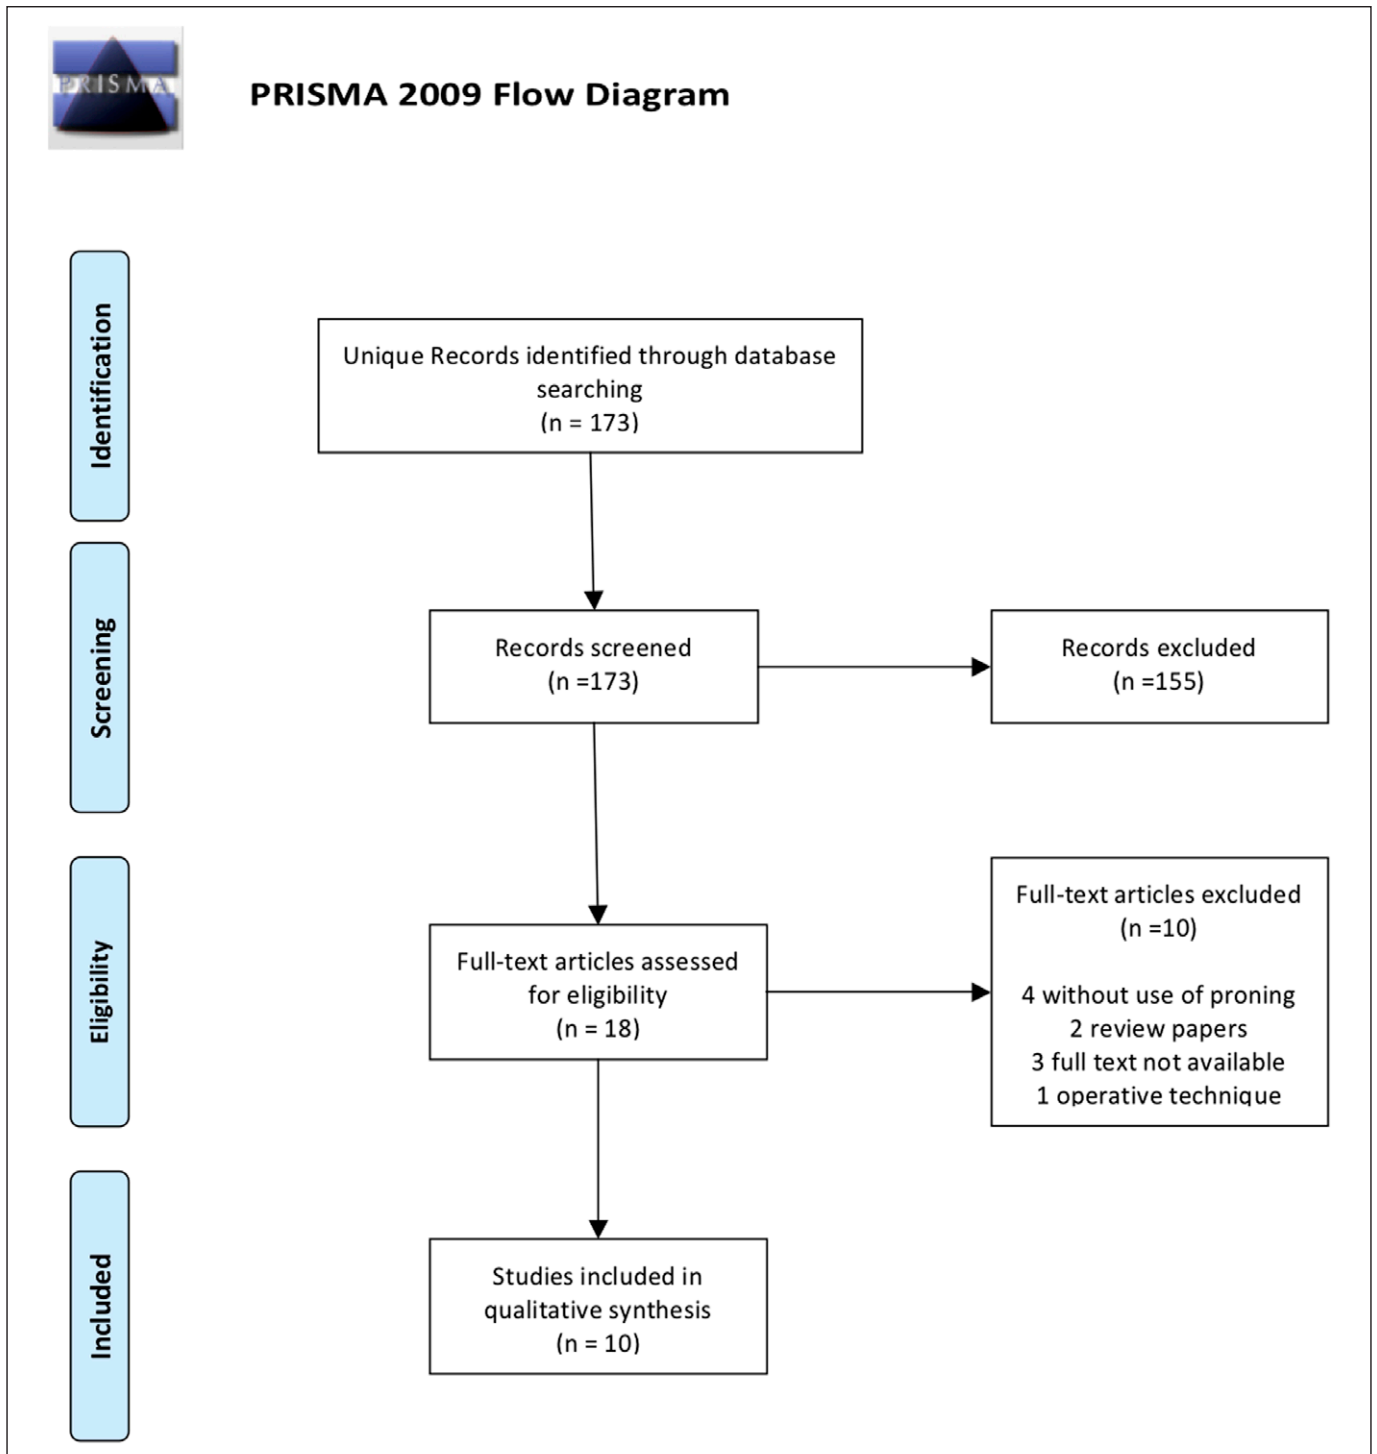 PRISMA
PRISMA 2009 Flow Diagram
Identification
Unique Records identified through database
searching
(n = 173)
Screening
Records screened
(n =173)
Records excluded
(n =155)
Eligibility
Full-text articles assessed
for eligibility
(n = 18)
Full-text articles excluded
(n =10)
4 without use of proning
2 review papers
3 full text not available
1 operative technique
Included
Studies included in
qualitative synthesis
(n = 10)